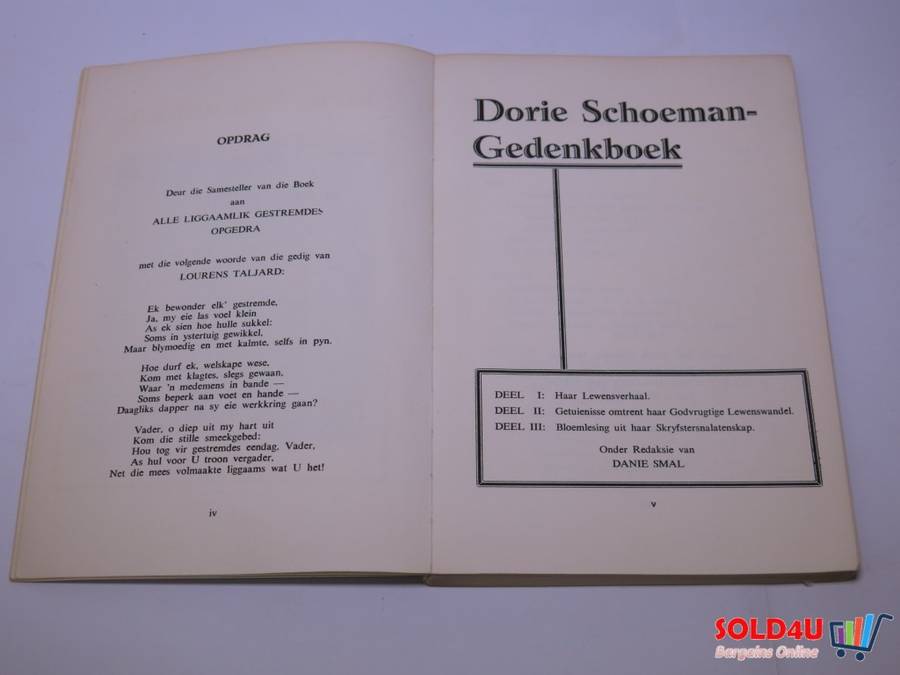 OPDRAG
Deur die Samesteller van die Boek
aan
ALLE LIGGAAMLIK GESTREMDES
OPGEDRA
met die volgende woorde van die gedig van
LOURENS TALJARD:
Ek bewonder elk' gestremde,
Ja, my eie las voel klein
As ek sien hoe hulle sukkel:
Soms in ystertuig gewikkel,
Maar blymoedig en met kalmte, selfs in pyn.
Hoe durf ek, welskape wese,
Kom met klagtes, slegs gewaan,
Waar 'n medemens in bande —
Soms beperk aan voet en hande —
Daagliks dapper na sy eie werkkring gaan?
Vader, o diep uit my hart uit
Kom die stille smeekgebed:
Hou tog vir gestremdes eendag, Vader,
As hul voor U troon vergader,
Net die mees volmaakte liggaams wat U het!
iv
Dorie Schoeman-
Gedenkboek
DEEL I: Haar Lewensverhaal.
DEEL II: Getuienisse omtrent haar Godvrugtige Lewenswandel.
DEEL III: Bloemlesing uit haar Skryfstersnalatenskap.
Onder Redaksie van
DANIE SMAL
v
SOLD4U
Bargains Online